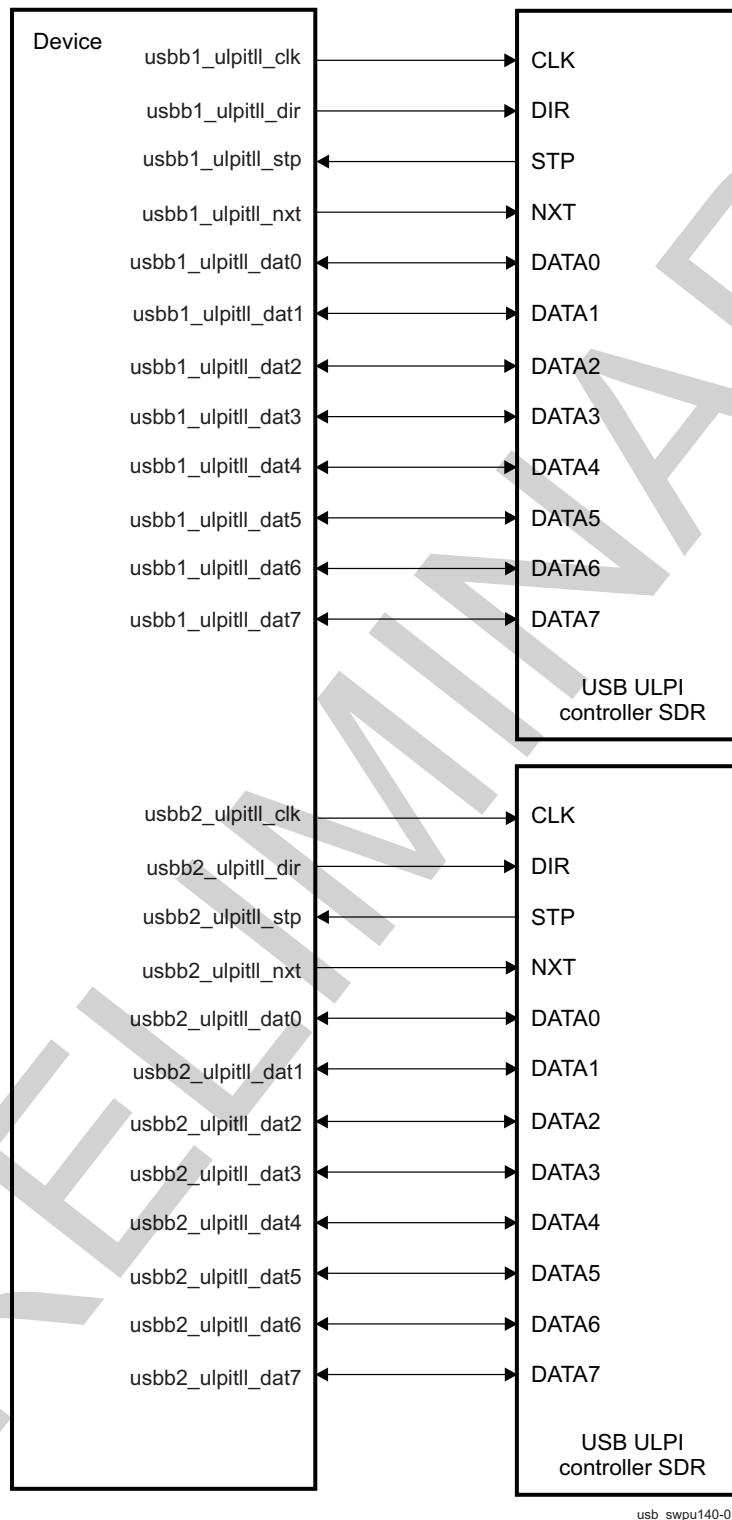 Device
usbb1_ulpitll_clk CLK
usbb1_ulpitll_dir DIR
usbb1_ulpitll_stp STP
usbb1_ulpitll_nxt NXT
usbb1_ulpitll_dat0 DATA0
usbb1_ulpitll_dat1 DATA1
usbb1_ulpitll_dat2 DATA2
usbb1_ulpitll_dat3 DATA3
usbb1_ulpitll_dat4 DATA4
usbb1_ulpitll_dat5 DATA5
usbb1_ulpitll_dat6 DATA6
usbb1_ulpitll_dat7 DATA7
USB ULPI
controller SDR
usbb2_ulpitll_clk CLK
usbb2_ulpitll_dir DIR
usbb2_ulpitll_stp STP
usbb2_ulpitll_nxt NXT
usbb2_ulpitll_dat0 DATA0
usbb2_ulpitll_dat1 DATA1
usbb2_ulpitll_dat2 DATA2
usbb2_ulpitll_dat3 DATA3
usbb2_ulpitll_dat4 DATA4
usbb2_ulpitll_dat5 DATA5
usbb2_ulpitll_dat6 DATA6
usbb2_ulpitll_dat7 DATA7
USB ULPI
controller SDR